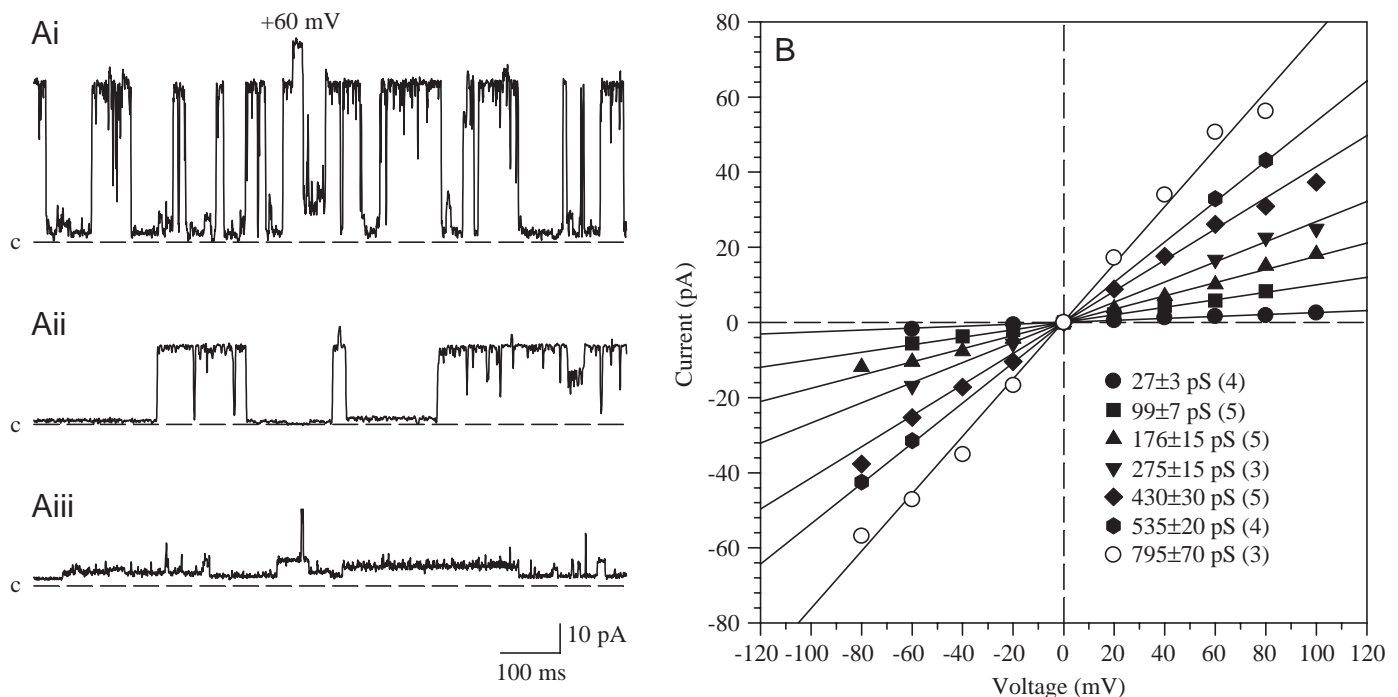 Ai
+60 mV
c
Aii
c
Aiii
c
10 pA
100 ms
B
80
60
40
20
0
-20
-40
-60
-80
Current (pA)
-120 -100 -80 -60 -40 -20 0 20 40 60 80 100 120
Voltage (mV)
27±3 pS (4)
99±7 pS (5)
176±15 pS (5)
275±15 pS (3)
430±30 pS (5)
535±20 pS (4)
795±70 pS (3)